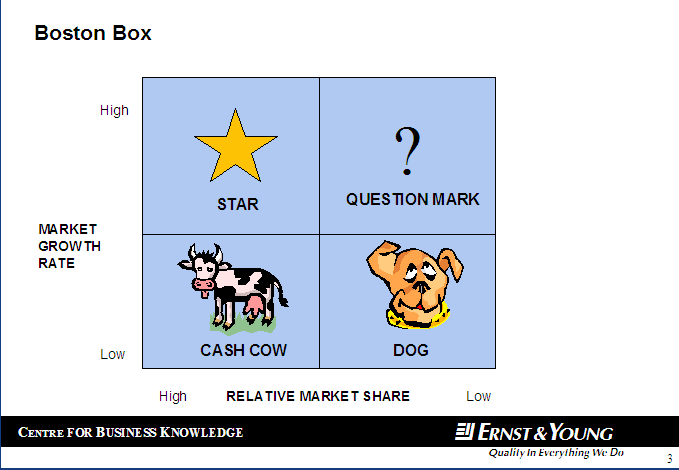 Boston Box
High
?
STAR
QUESTION MARK
MARKET
GROWTH
RATE
CASH COW
DOG
Low
High
RELATIVE MARKET SHARE
Low
CENTRE FOR BUSINESS KNOWLEDGE
ERNST & YOUNG
Quality In Everything We Do
3